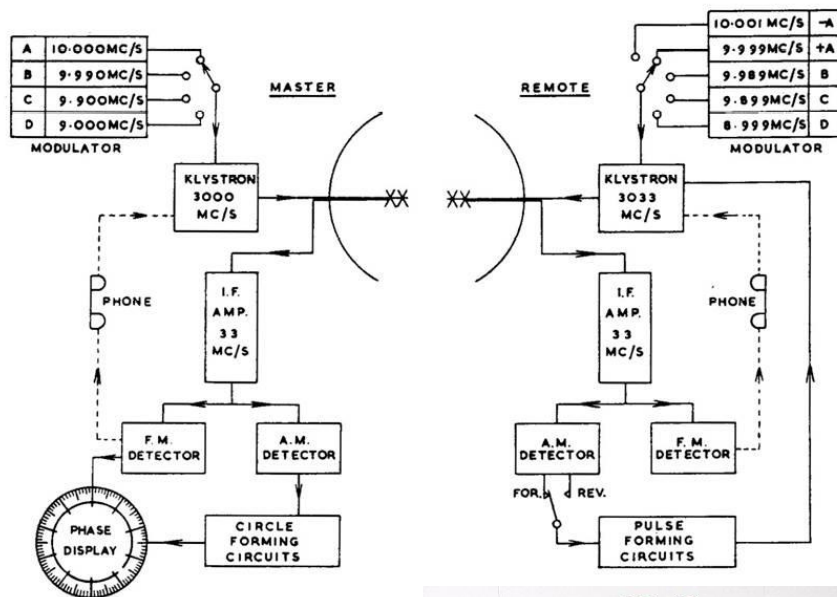 A 10·000MC/S
B 9·990MC/S
C 9·900MC/S
D 9·000MC/S
MODULATOR
MASTER
KLYSTRON
3000
MC/S
PHONE
I.F.
AMP.
33
MC/S
F.M.
DETECTOR
A.M.
DETECTOR
PHASE
DISPLAY
CIRCLE
FORMING
CIRCUITS
REMOTE
10·001MC/S -A
9·999MC/S +A
9·989MC/S B
9·899MC/S C
8·999MC/S D
MODULATOR
KLYSTRON
3033
MC/S
PHONE
I.F.
AMP.
33
MC/S
A.M.
DETECTOR
F.M.
DETECTOR
FOR.
REV.
PULSE
FORMING
CIRCUITS